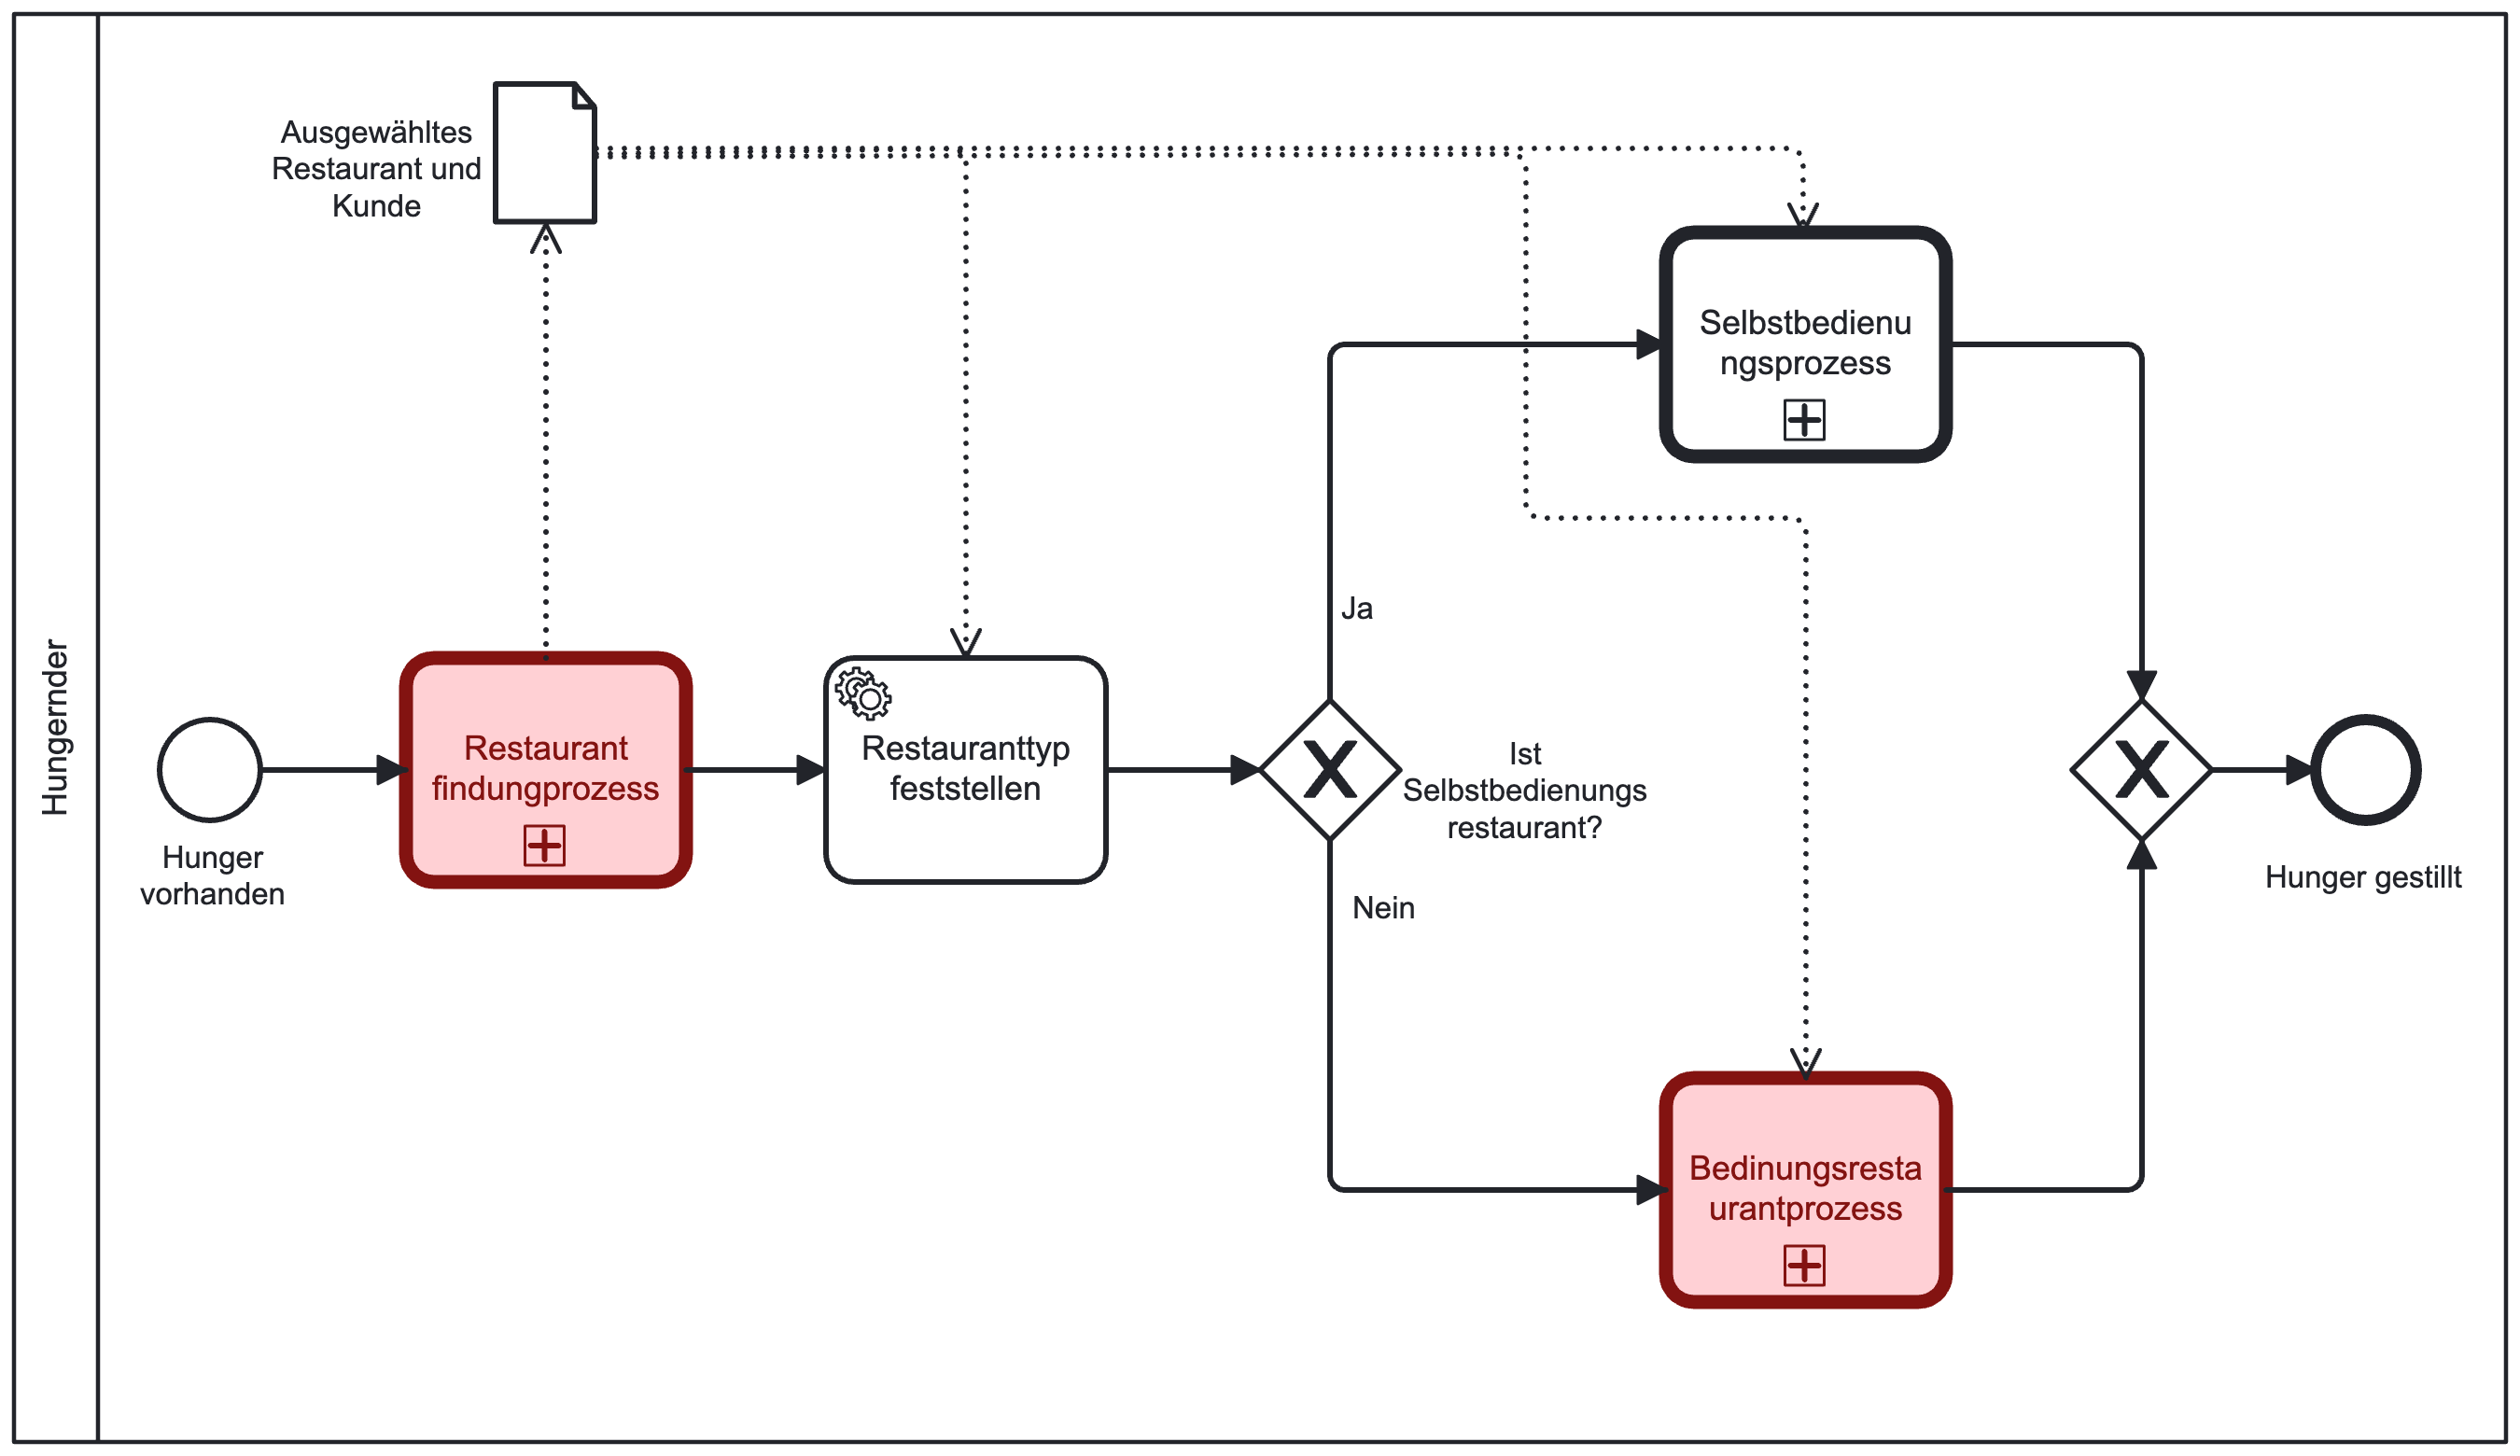 Hungernder
Ausgewähltes
Restaurant und
Kunde
Hunger
vorhanden
Restaurant
findungprozess
Restauranttyp
feststellen
Ja
Nein
Ist
Selbstbedienungs
restaurant?
Selbstbedienu
ngsprozess
Bedinungsresta
urantprozess
Hunger gestillt